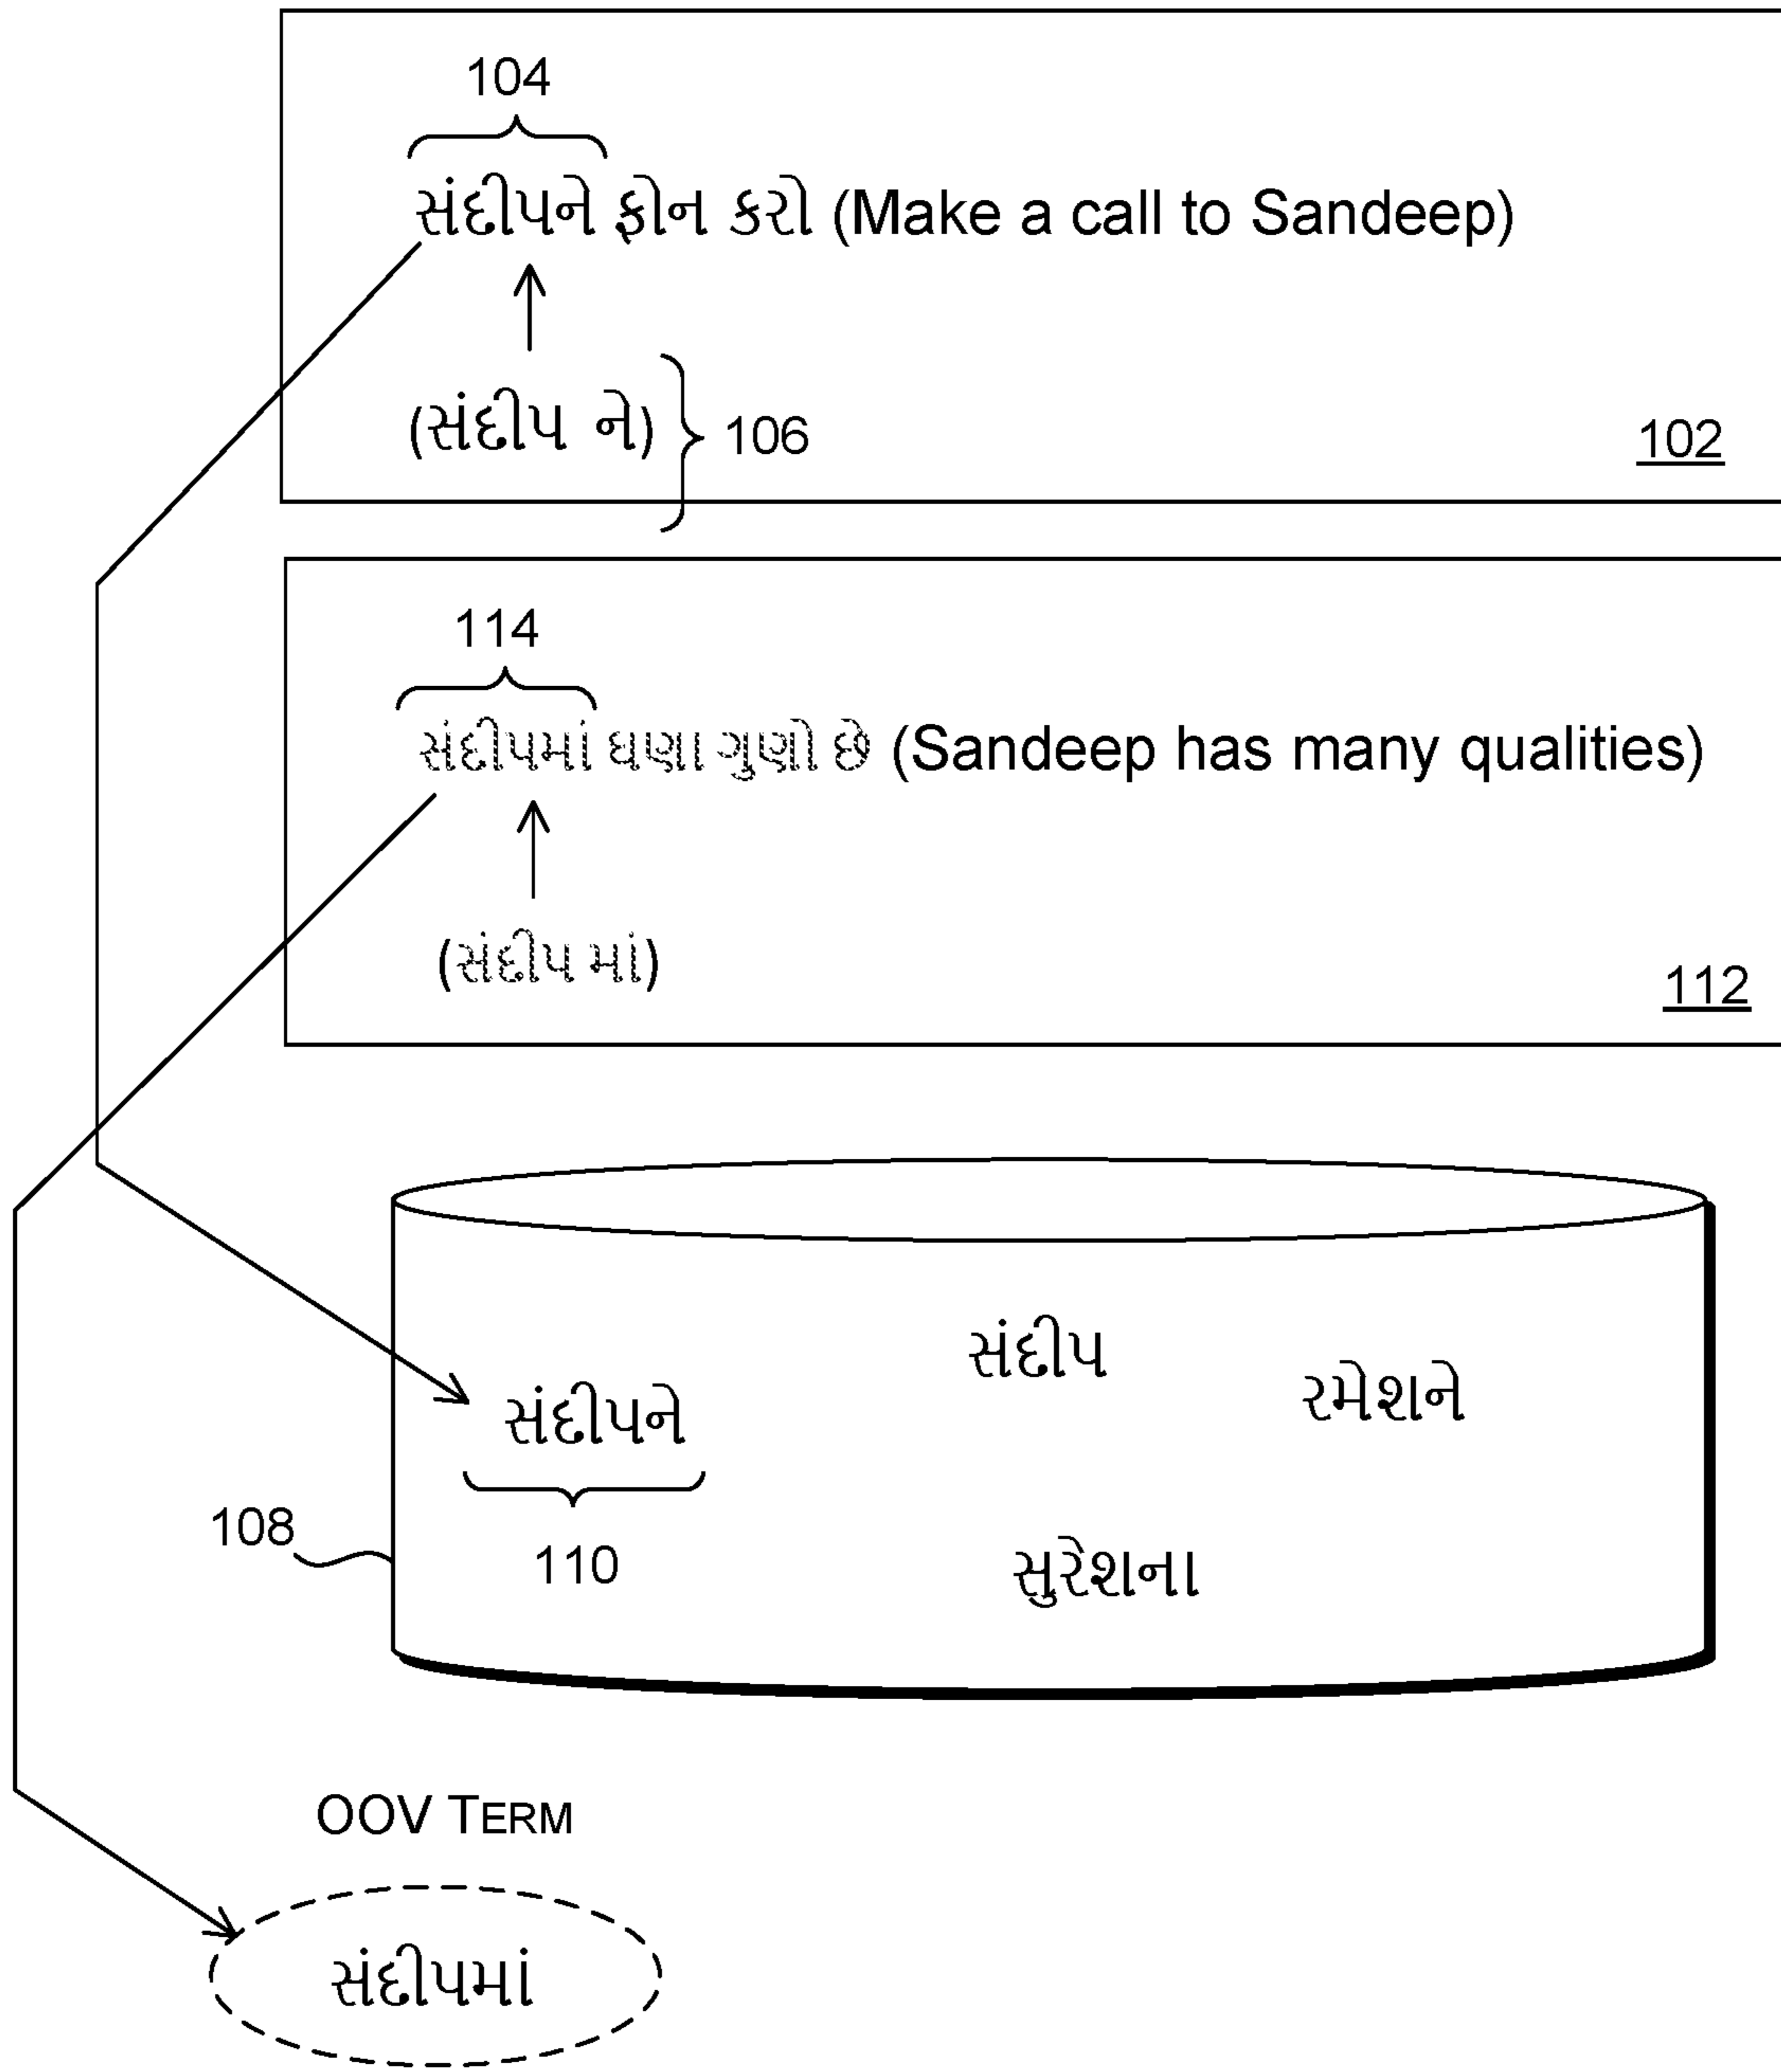 104
સંદીપને ફોન કરો (Make a call to Sandeep)
(સંદીપ ને) 106
102
114
સંદીપમાં ઘણા ગુણો છે (Sandeep has many qualities)
(સંદીપ માં)
112
સંદીપ
રમેશને
સંદીપને
108
110
સુરેશના
OOV TERM
સંદીપમાં